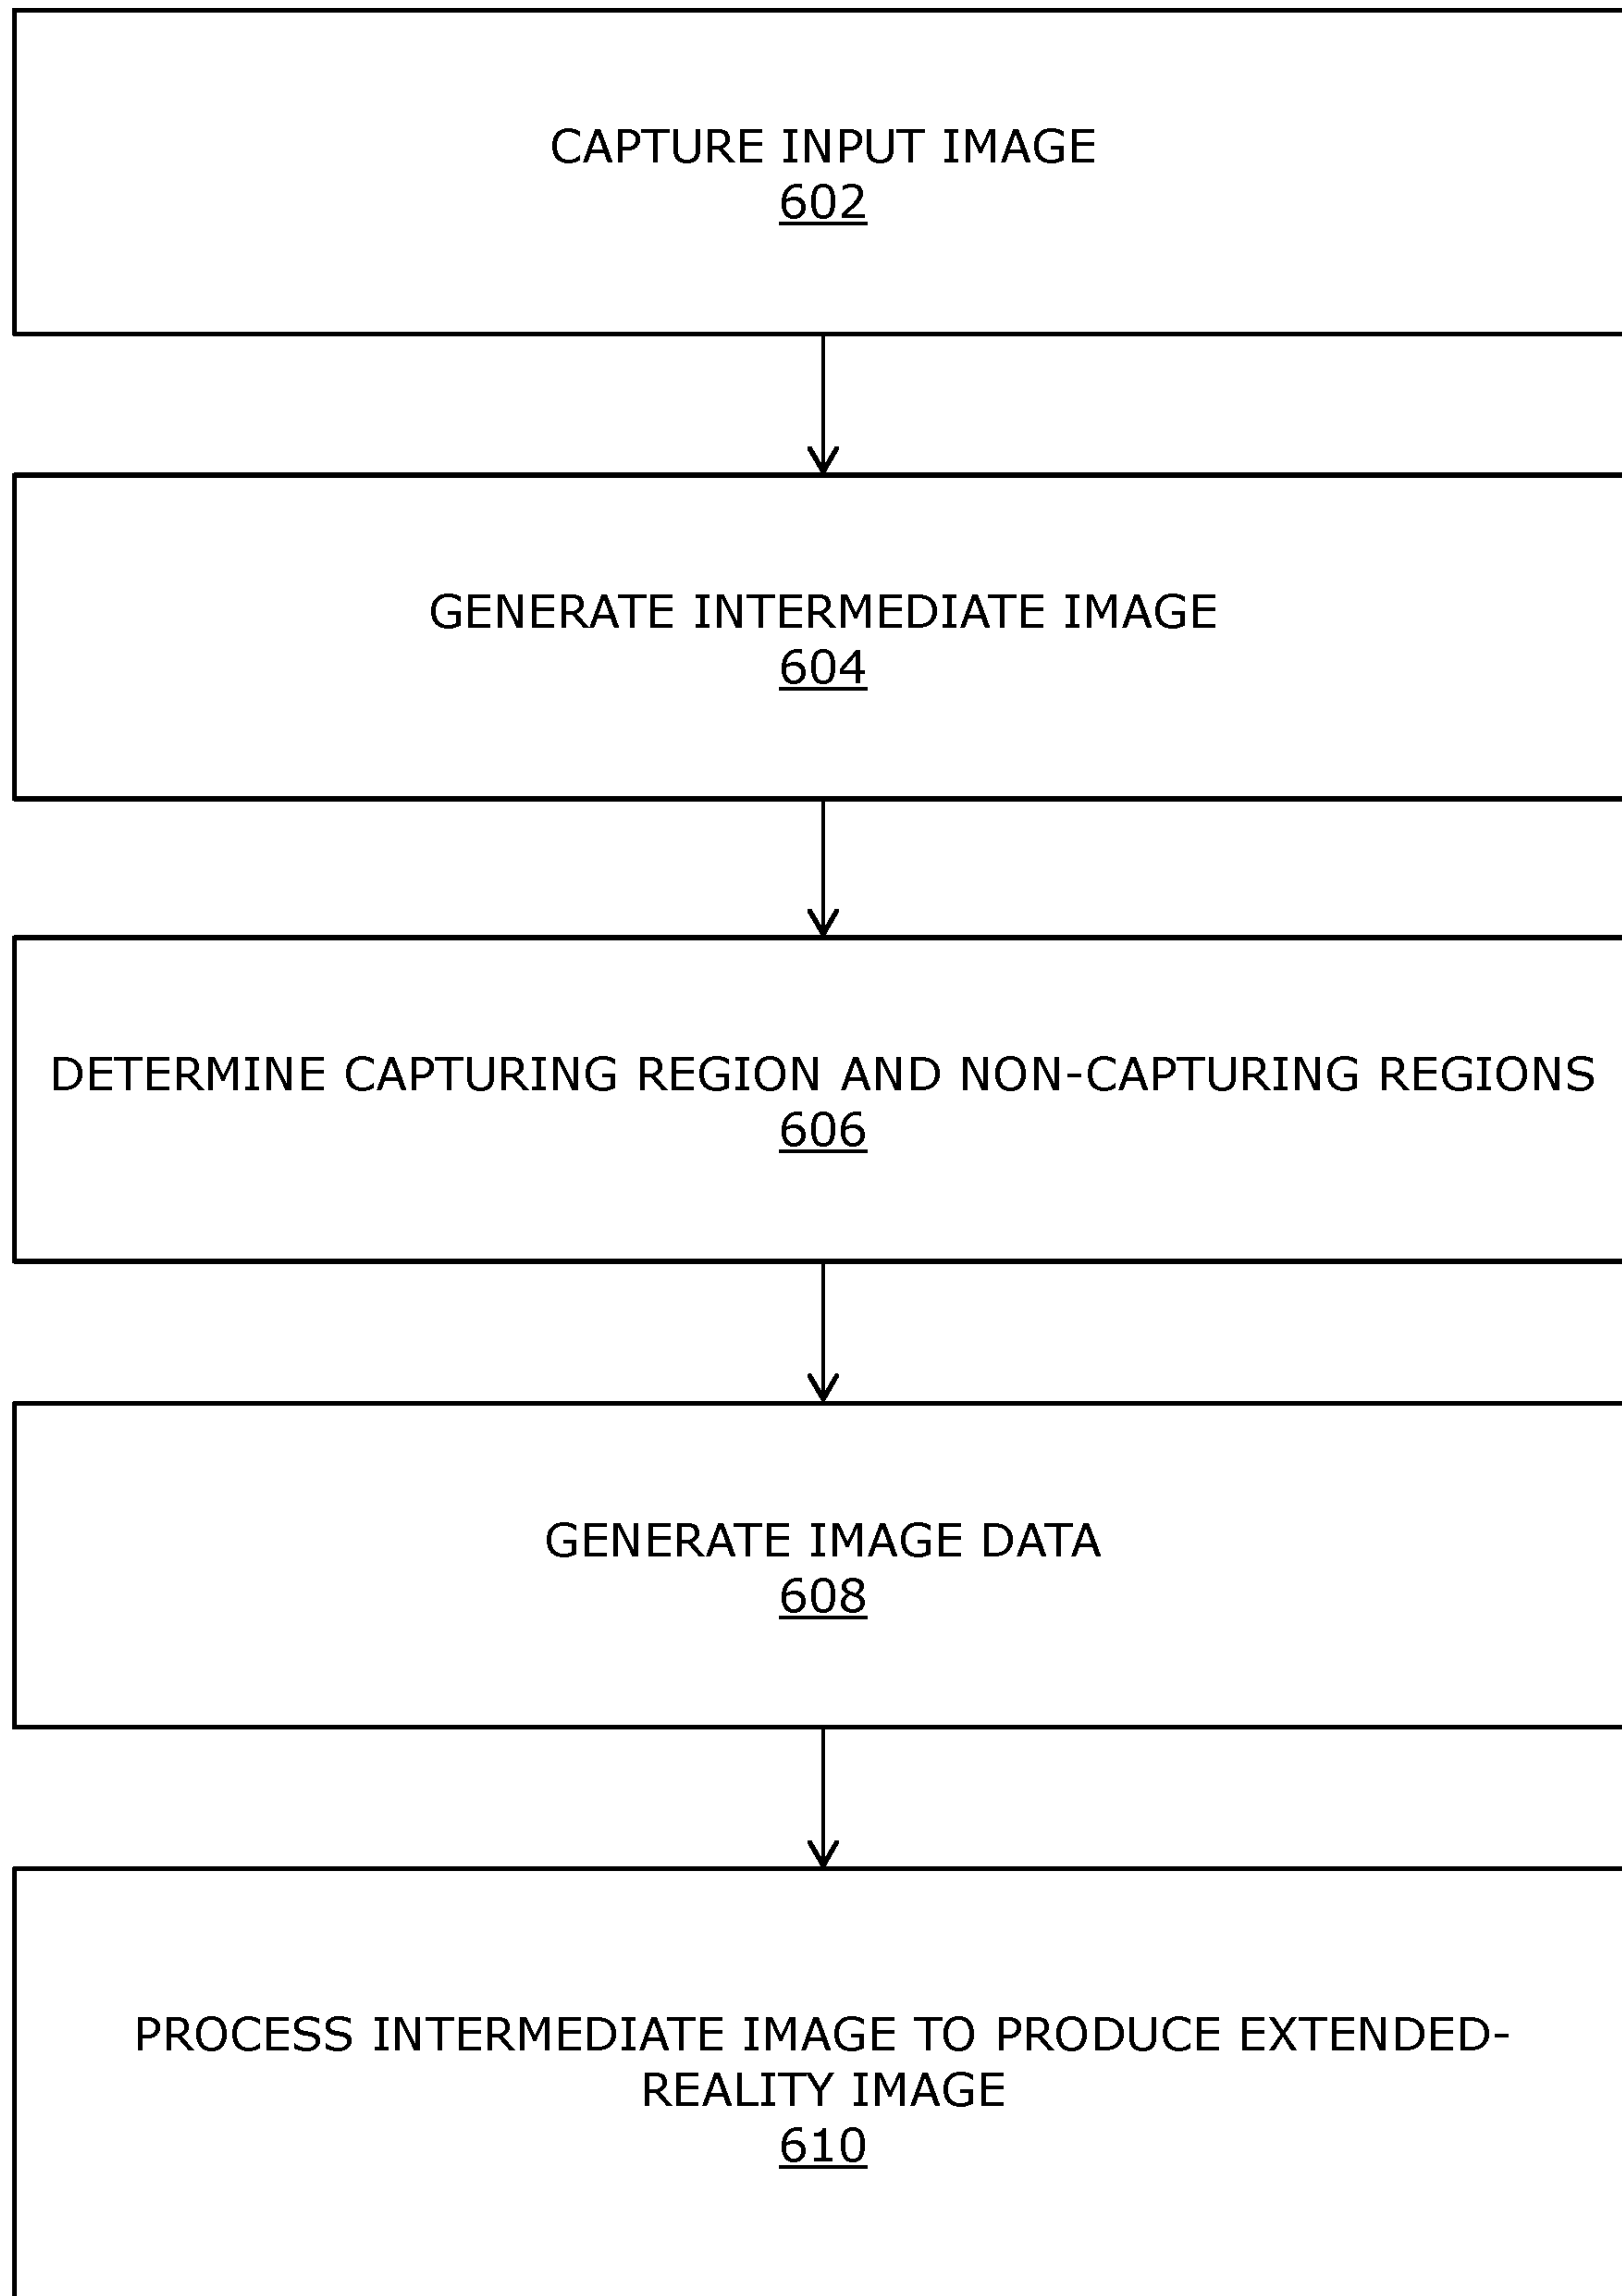 CAPTURE INPUT IMAGE
602
GENERATE INTERMEDIATE IMAGE
604
DETERMINE CAPTURING REGION AND NON-CAPTURING REGIONS
606
GENERATE IMAGE DATA
608
PROCESS INTERMEDIATE IMAGE TO PRODUCE EXTENDED-
REALITY IMAGE
610